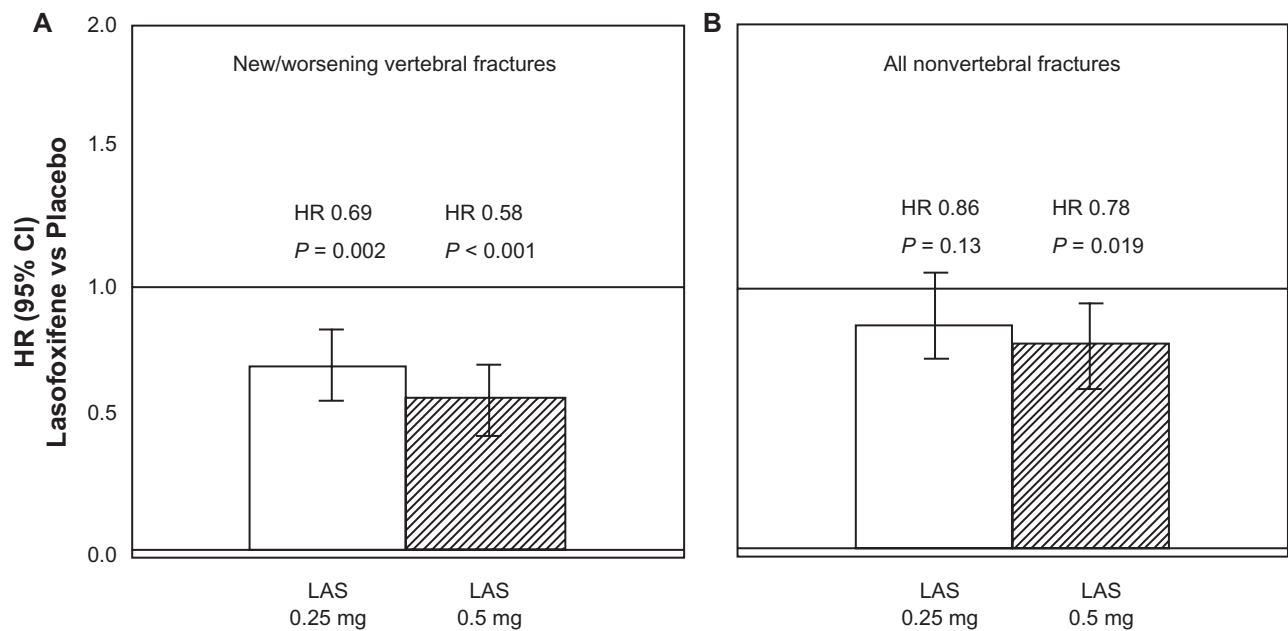 A
B
HR (95% CI)
Lasofoxifene vs Placebo
2.0
1.5
1.0
0.5
0.0
New/worsening vertebral fractures
HR 0.69
P = 0.002
HR 0.58
P < 0.001
LAS
0.25 mg
LAS
0.5 mg
All nonvertebral fractures
HR 0.86
P = 0.13
HR 0.78
P = 0.019
LAS
0.25 mg
LAS
0.5 mg